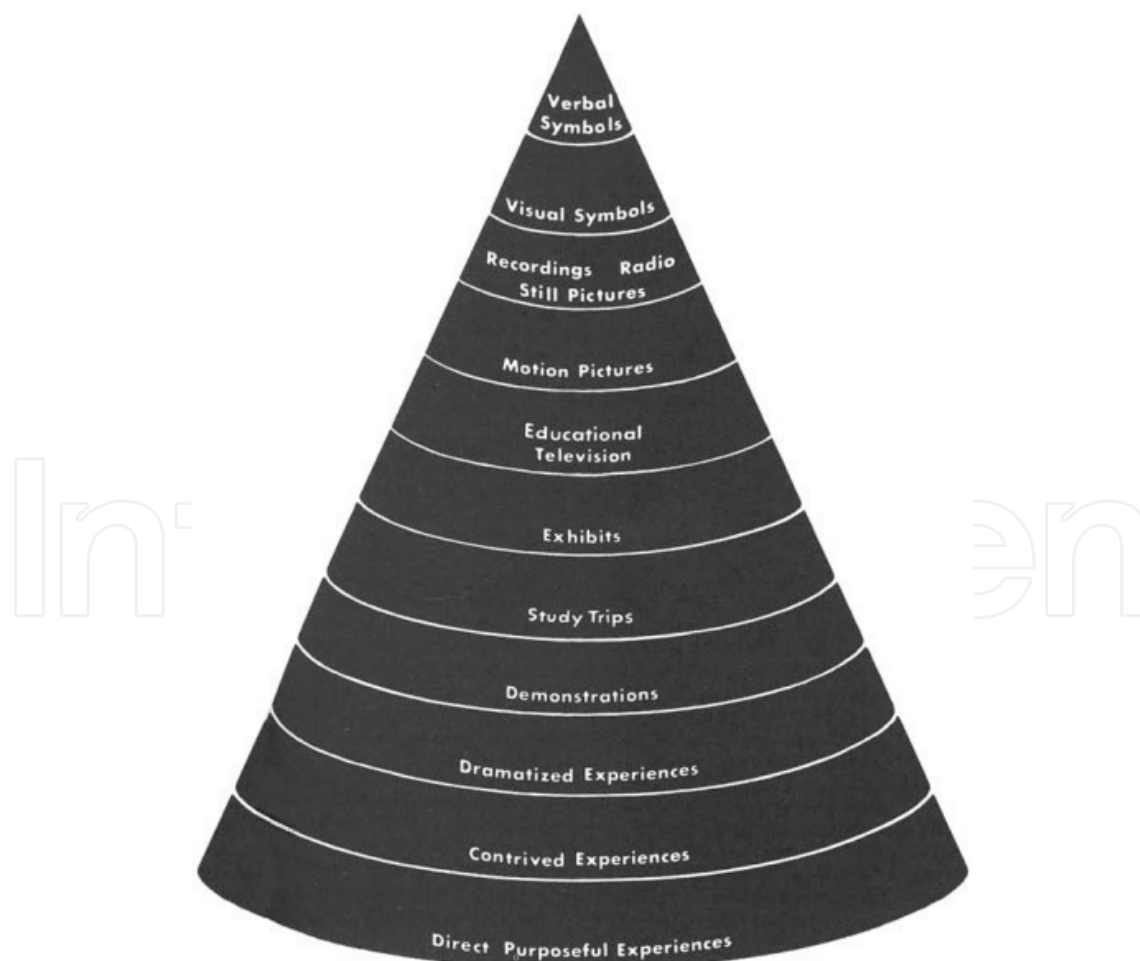 Verbal
Symbols
Visual Symbols
Recordings Radio
Still Pictures
Motion Pictures
Educational
Television
Exhibits
Study Trips
Demonstrations
Dramatized Experiences
Contrived Experiences
Direct Purposeful Experiences